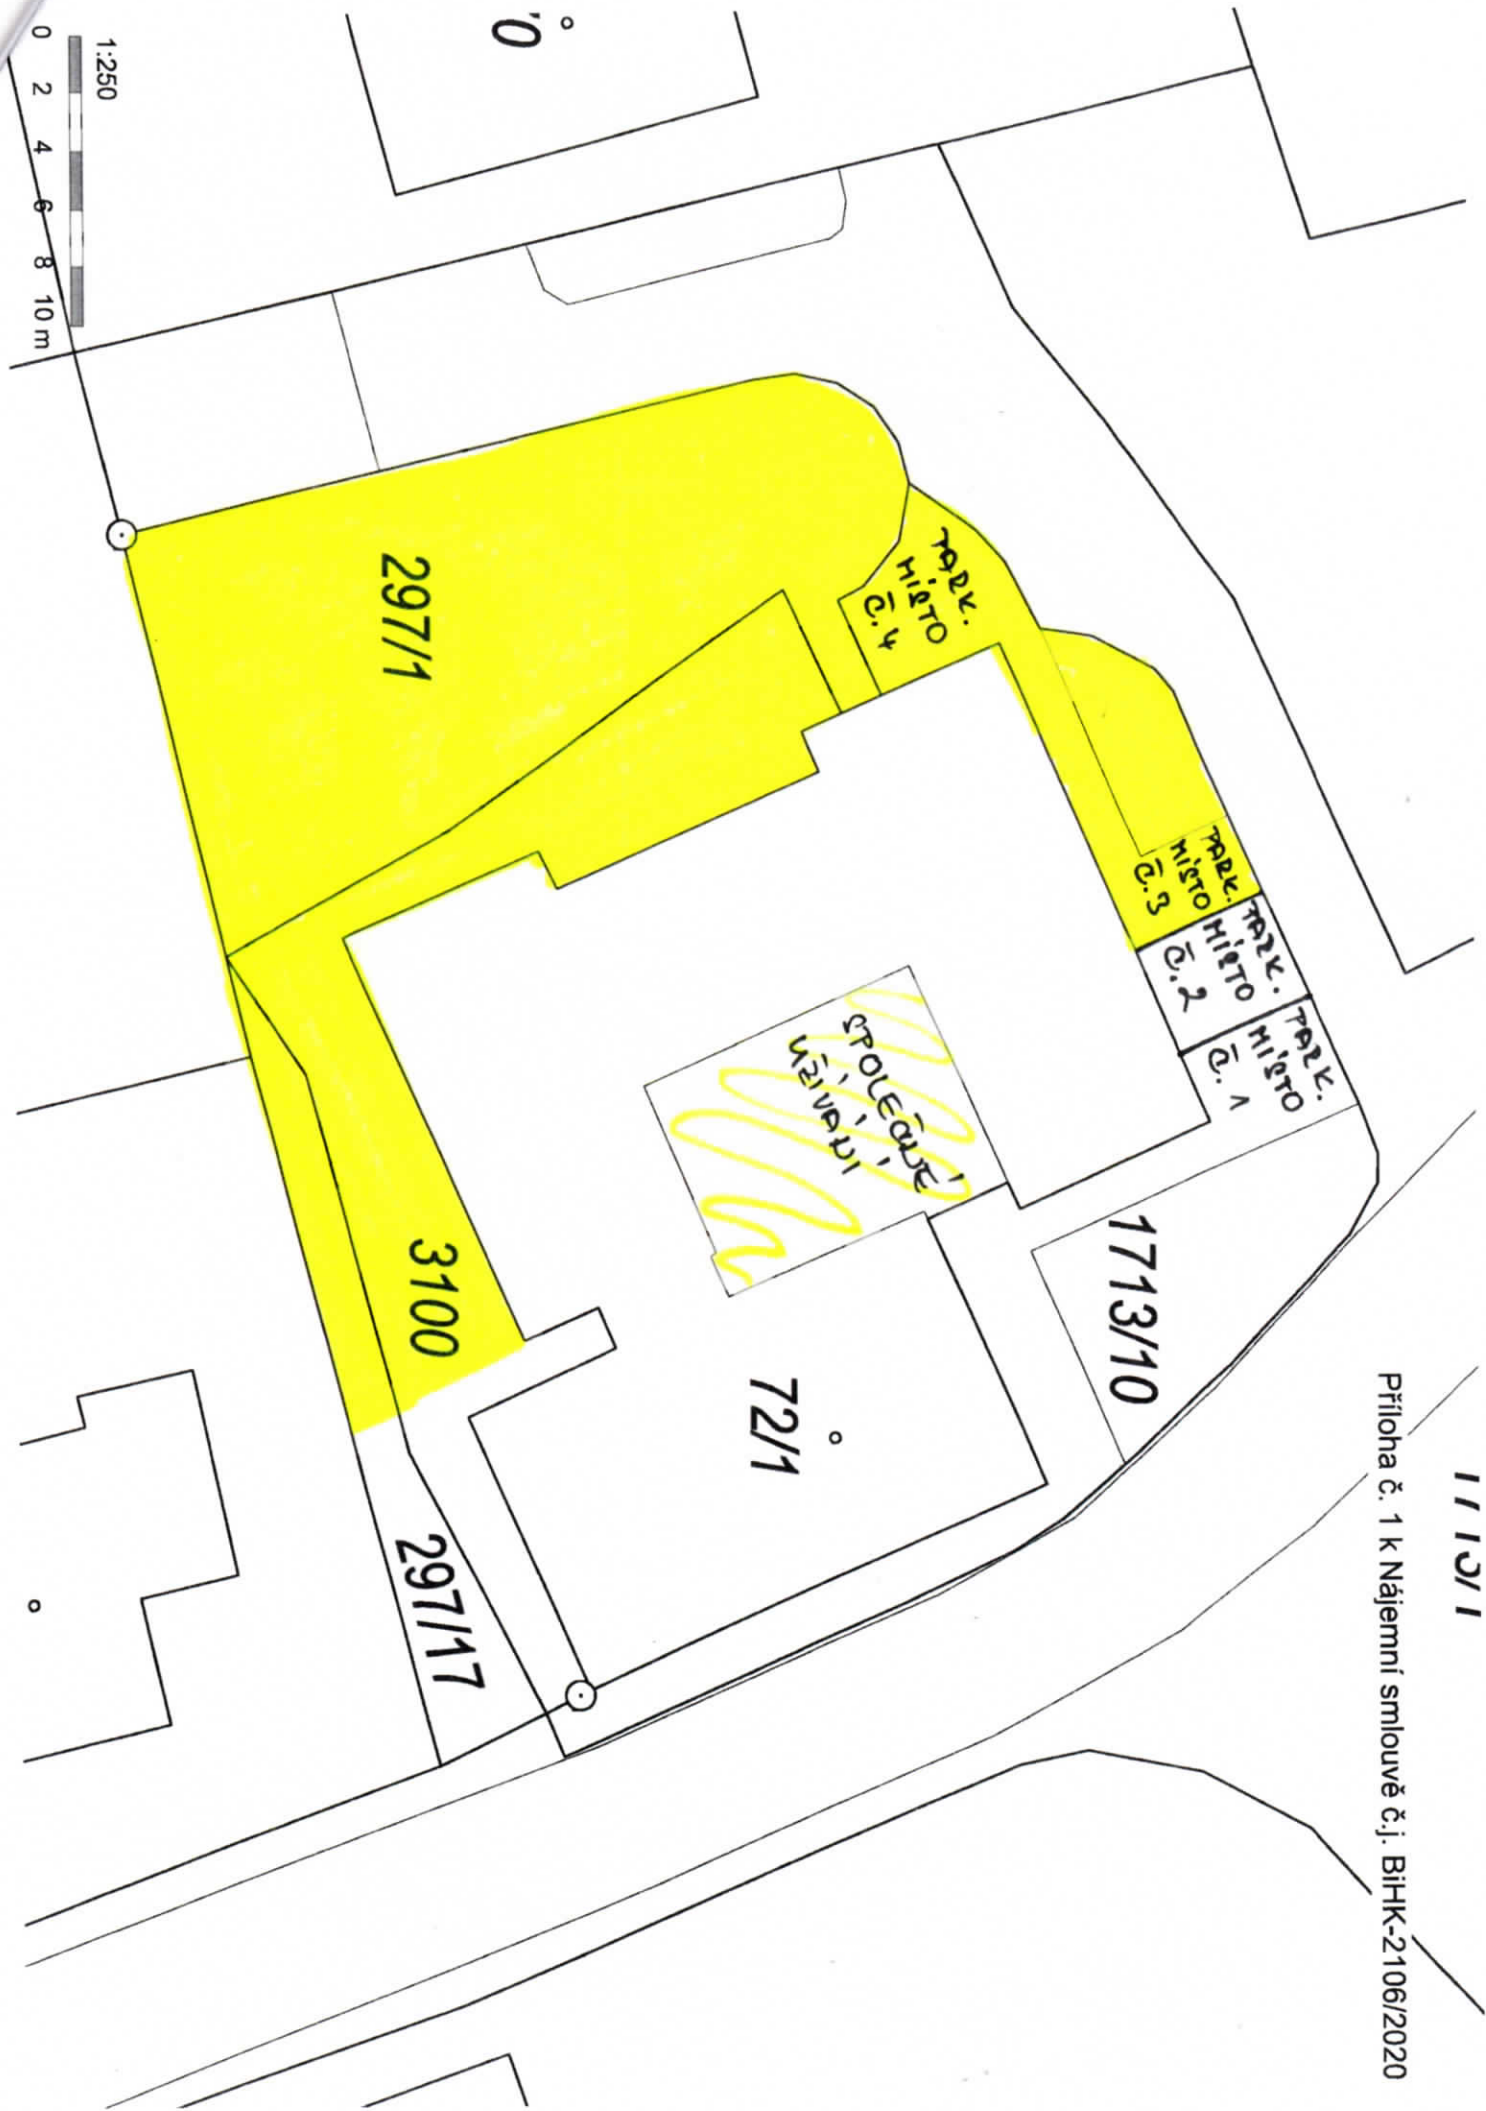 Příloha č. 1 k Nájemní smlouvě č.j. BiHK-2106/2020
1713/10
PARK.
MÍSTO
č. 1
PARK.
MÍSTO
č. 2
PARK.
MÍSTO
č. 3
PARK.
MÍSTO
č. 4
SPOLEČNÉ
UŽÍVÁNÍ
72/1
297/1
3100
297/17
1:250
0 2 4 6 8 10 m